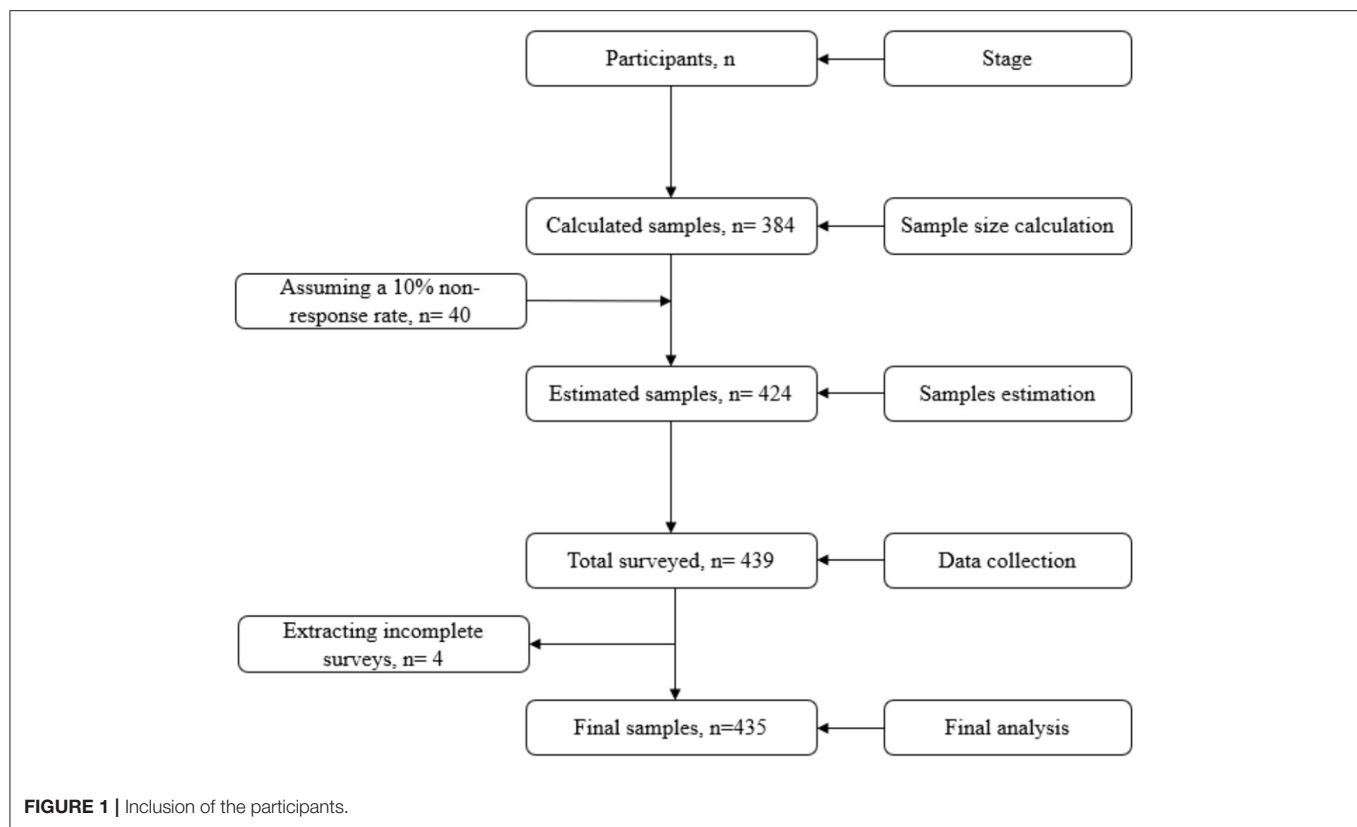 Participants, n
Stage
Calculated samples, n= 384
Sample size calculation
Assuming a 10% non-
response rate, n= 40
Estimated samples, n= 424
Samples estimation
Total surveyed, n= 439
Data collection
Extracting incomplete
surveys, n= 4
Final samples, n=435
Final analysis
FIGURE 1 | Inclusion of the participants.